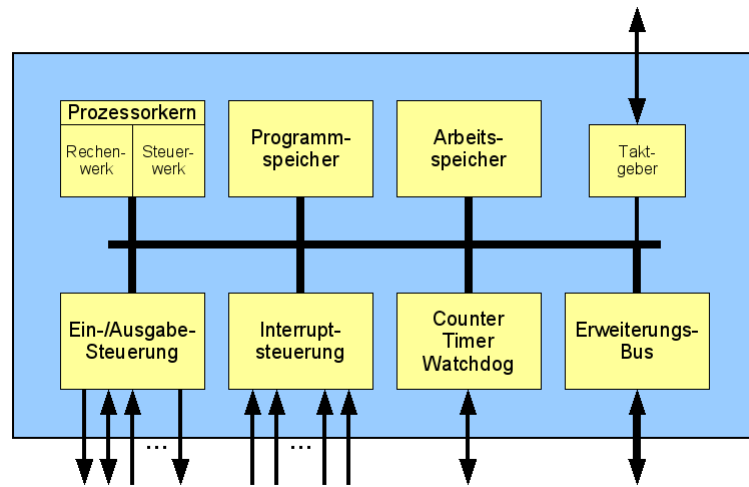 Prozessorkern
Rechen-
werk
Steuer-
werk
Programm-
speicher
Arbeits-
speicher
Takt-
geber
Ein-/Ausgabe-
Steuerung
Interrupt-
steuerung
Counter
Timer
Watchdog
Erweiterungs-
Bus
...
...